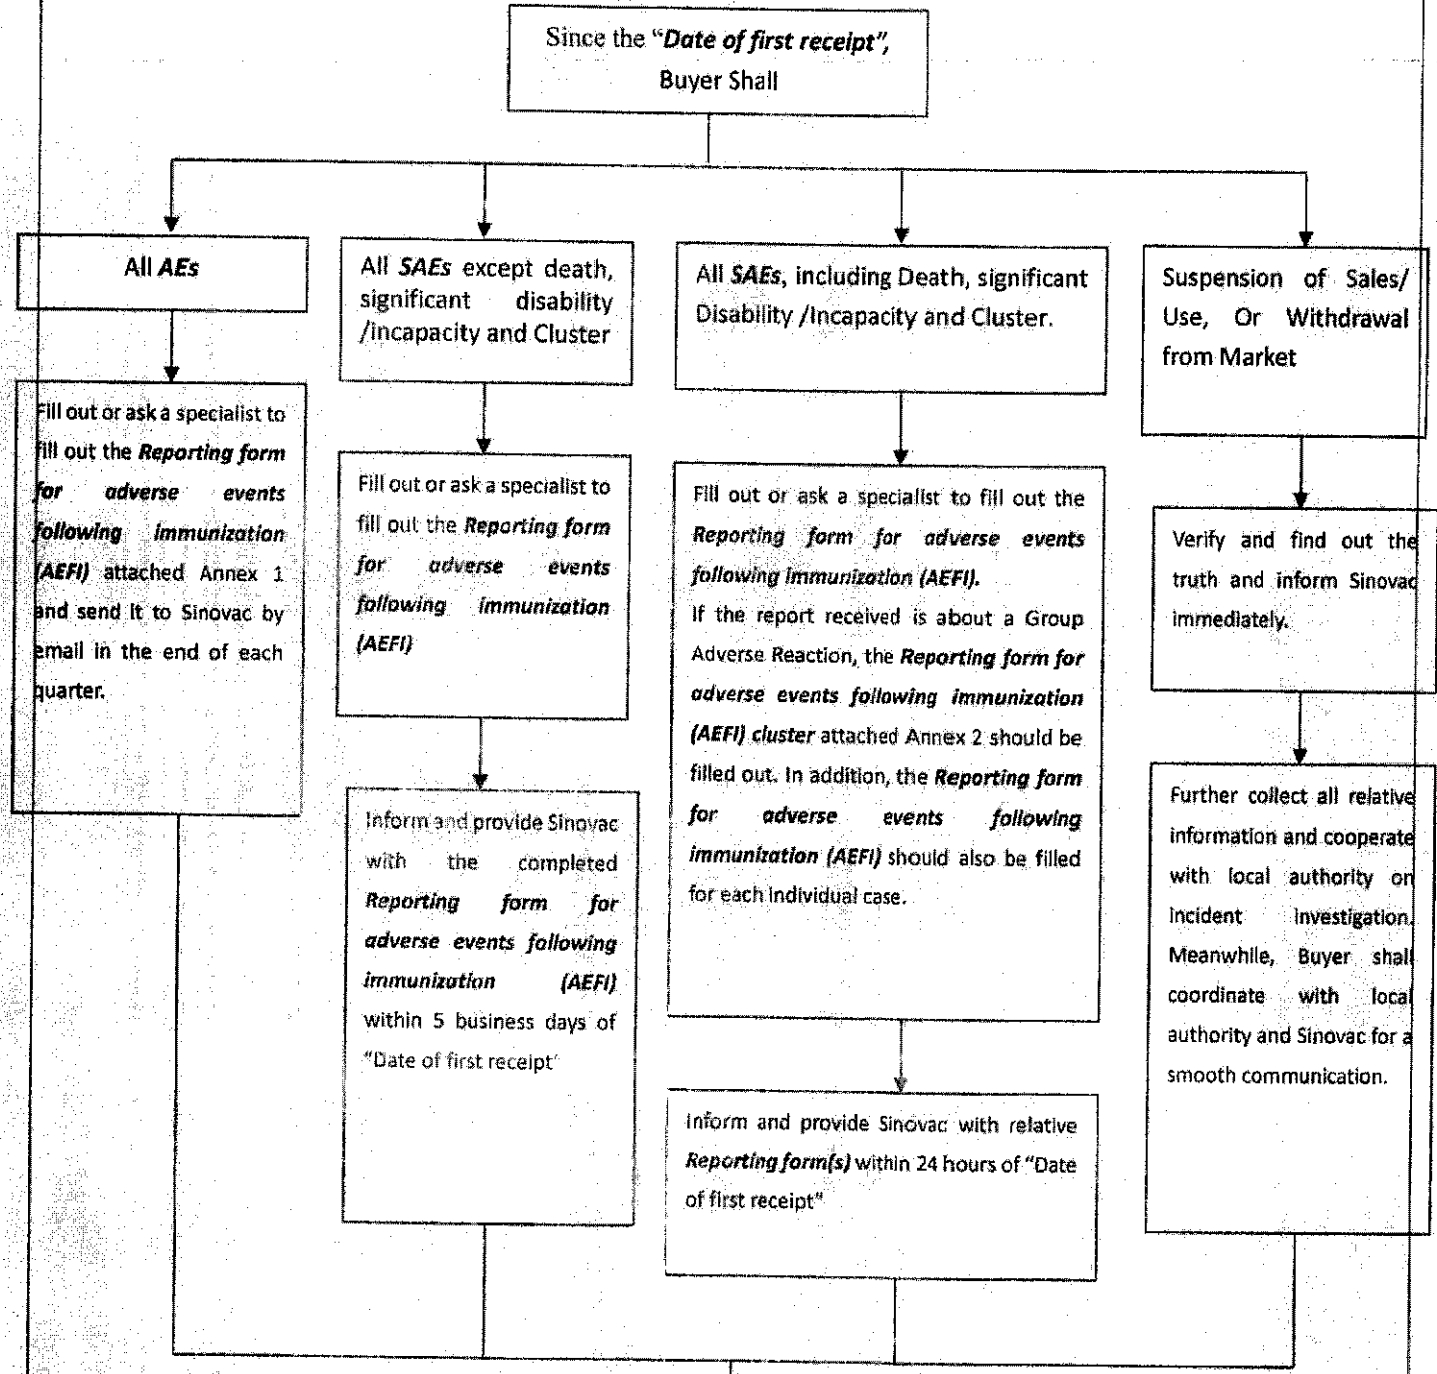 Since the “Date of first receipt”,
Buyer Shall
All AEs
Fill out or ask a specialist to
fill out the Reporting form
for adverse events
following immunization
(AEFI) attached Annex 1
and send it to Sinovac by
email in the end of each
quarter.
All SAEs except death,
significant disability
/incapacity and Cluster
Fill out or ask a specialist to
fill out the Reporting form
for adverse events
following immunization
(AEFI)
Inform and provide Sinovac
with the completed
Reporting form for
adverse events following
immunization (AEFI)
within 5 business days of
“Date of first receipt’
All SAEs, including Death, significant
Disability /Incapacity and Cluster.
Fill out or ask a specialist to fill out the
Reporting form for adverse events
following immunization (AEFI).
If the report received is about a Group
Adverse Reaction, the Reporting form for
adverse events following immunization
(AEFI) cluster attached Annex 2 should be
filled out. In addition, the Reporting form
for adverse events following
immunization (AEFI) should also be filled
for each individual case.
Inform and provide Sinovac with relative
Reporting form(s) within 24 hours of “Date
of first receipt”
Suspension of Sales/
Use, Or Withdrawal
from Market
Verify and find out the
truth and inform Sinovac
immediately.
Further collect all relative
information and cooperate
with local authority on
incident investigation.
Meanwhile, Buyer shall
coordinate with local
authority and Sinovac for a
smooth communication.